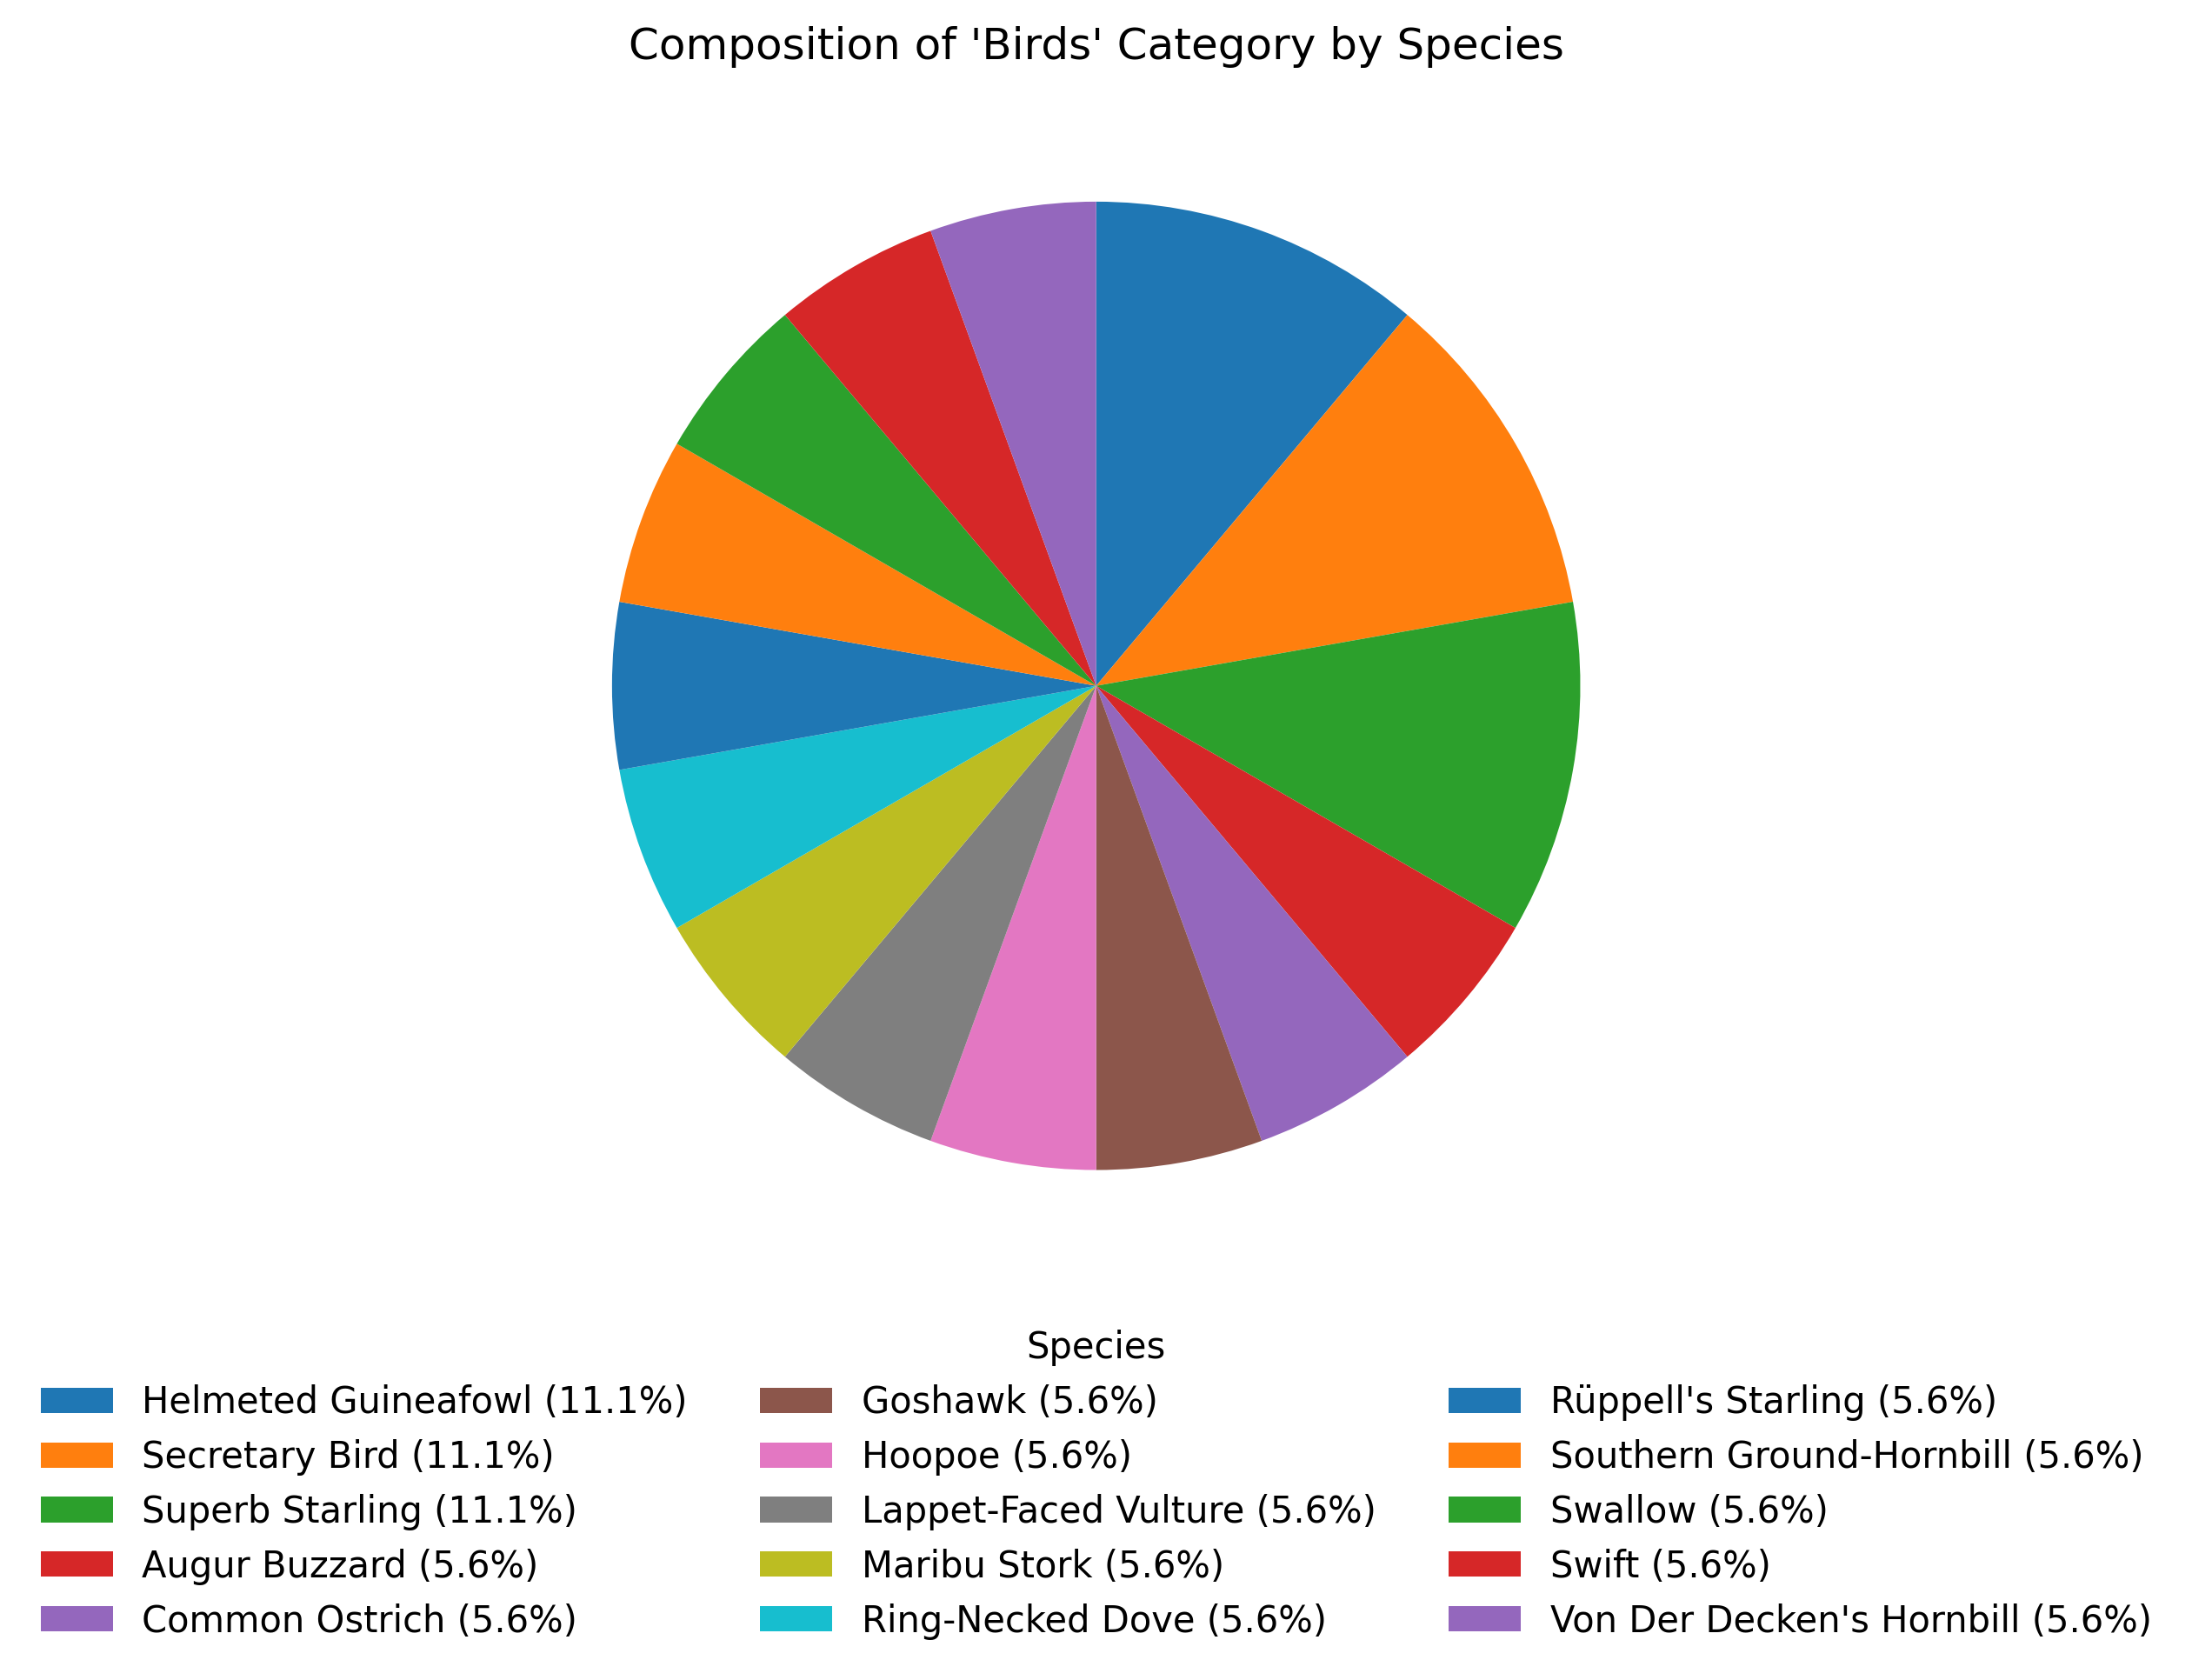 Composition of 'Birds' Category by Species
Species
Helmeted Guineafowl (11.1%)
Secretary Bird (11.1%)
Superb Starling (11.1%)
Augur Buzzard (5.6%)
Common Ostrich (5.6%)
Goshawk (5.6%)
Hoopoe (5.6%)
Lappet-Faced Vulture (5.6%)
Maribu Stork (5.6%)
Ring-Necked Dove (5.6%)
Rüppell's Starling (5.6%)
Southern Ground-Hornbill (5.6%)
Swallow (5.6%)
Swift (5.6%)
Von Der Decken's Hornbill (5.6%)